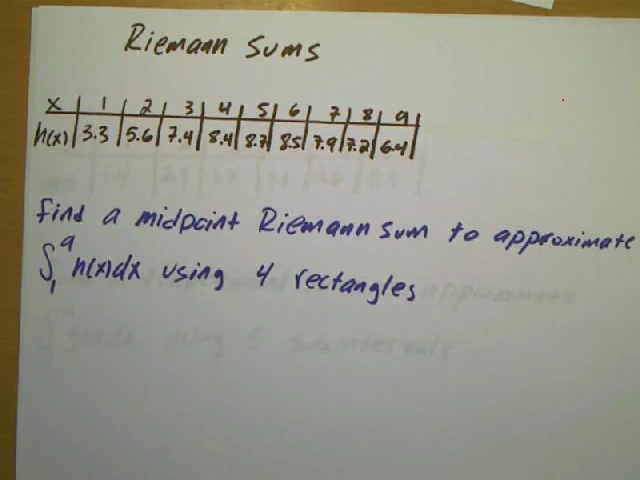 Riemann Sums
x 1 2 3 4 5 6 7 8 9
h(x) 3.3 5.6 7.4 8.4 8.7 8.5 7.9 7.2 6.4
find a midpoint Riemann sum to approximate
∫₁⁹ h(x)dx using 4 rectangles